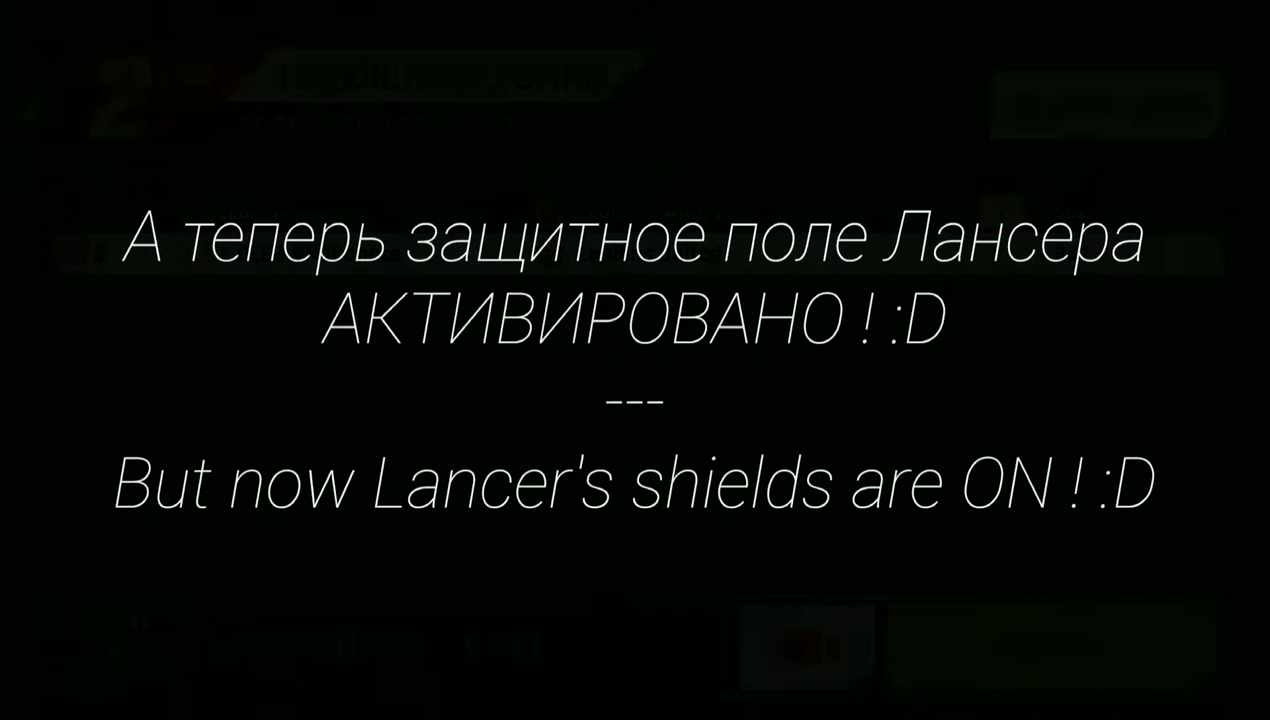 А теперь защитное поле Лансера
АКТИВИРОВАНО ! :D
---
But now Lancer's shields are ON ! :D